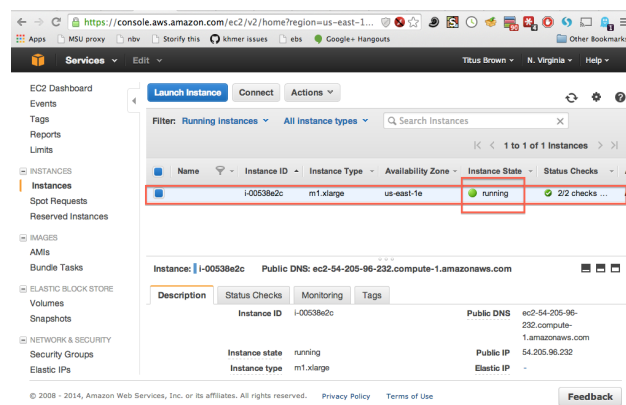 https://console.aws.amazon.com/ec2/v2/home?region=us-east-1...
Apps MSU proxy nbv Storify this khmer issues ebs Google+ Hangouts Other Bookmarks
Services Edit Titus Brown N. Virginia Help
EC2 Dashboard
Events
Tags
Reports
Limits
INSTANCES
Instances
Spot Requests
Reserved Instances
IMAGES
AMIs
Bundle Tasks
ELASTIC BLOCK STORE
Volumes
Snapshots
NETWORK & SECURITY
Security Groups
Elastic IPs
Launch Instance Connect Actions
Filter: Running instances All instance types Search Instances
1 to 1 of 1 Instances
Name Instance ID Instance Type Availability Zone Instance State Status Checks
i-00538e2c m1.xlarge us-east-1e running 2/2 checks ...
Instance: i-00538e2c Public DNS: ec2-54-205-96-232.compute-1.amazonaws.com
Description Status Checks Monitoring Tags
Instance ID i-00538e2c Public DNS ec2-54-205-96-
232.compute-
1.amazonaws.com
Instance state running Public IP 54.205.96.232
Instance type m1.xlarge Elastic IP -
© 2008 - 2014, Amazon Web Services, Inc. or its affiliates. All rights reserved. Privacy Policy Terms of Use Feedback